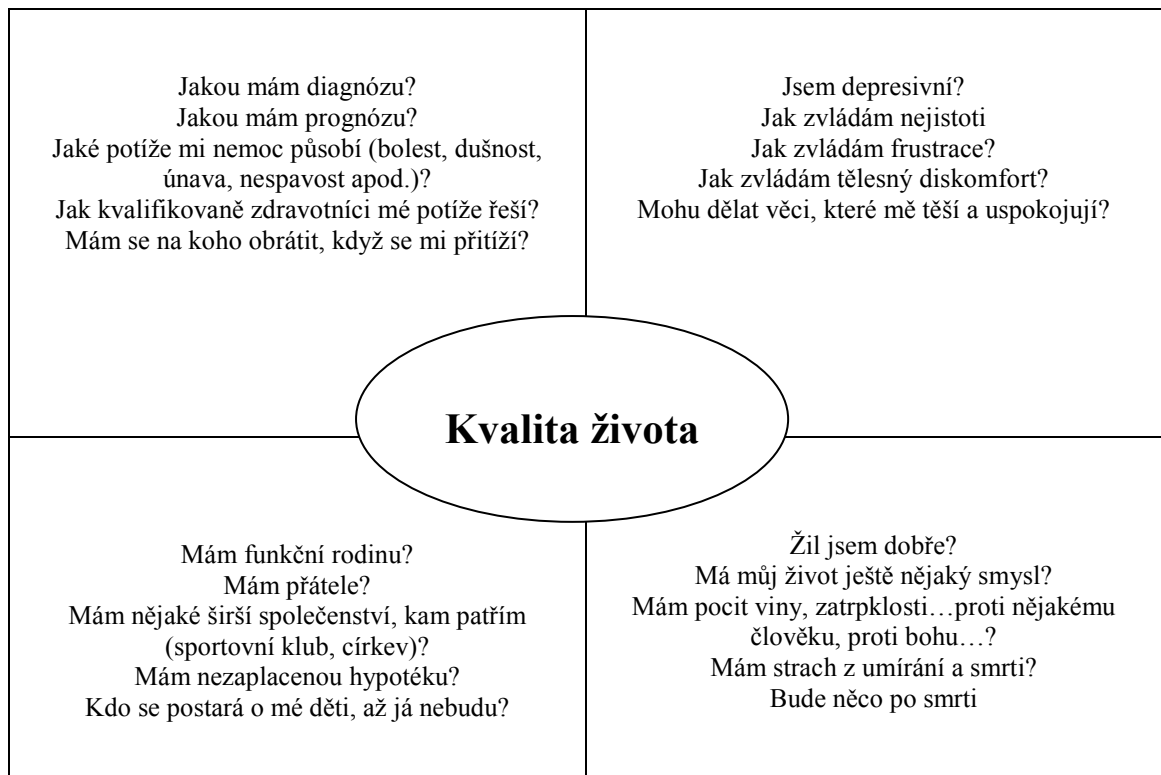 Jakou mám diagnózu?
Jakou mám prognózu?
Jaké potíže mi nemoc působí (bolest, dušnost,
únava, nespavost apod.)?
Jak kvalifikovaně zdravotníci mé potíže řeší?
Mám se na koho obrátit, když se mi přitíží?
Jsem depresivní?
Jak zvládám nejistoti
Jak zvládám frustrace?
Jak zvládám tělesný diskomfort?
Mohu dělat věci, které mě těší a uspokojují?
Kvalita života
Mám funkční rodinu?
Mám přátele?
Mám nějaké širší společenství, kam patřím
(sportovní klub, církev)?
Mám nezaplacenou hypotéku?
Kdo se postará o mé děti, až já nebudu?
Žil jsem dobře?
Má můj život ještě nějaký smysl?
Mám pocit viny, zatrpklosti…proti nějakému
člověku, proti bohu…?
Mám strach z umírání a smrti?
Bude něco po smrti